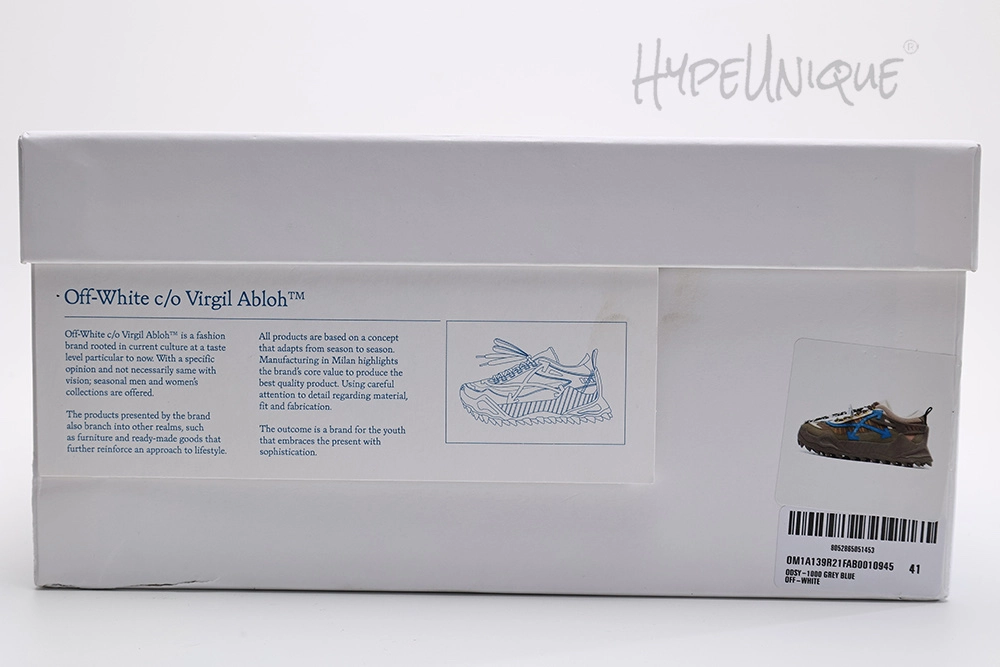 HYPEUNIQUE®
Off-White c/o Virgil Abloh™
Off-White c/o Virgil Abloh™ is a fashion
brand rooted in current culture at a taste
level particular to now. With a specific
opinion and not necessarily same with
vision; seasonal men and women's
collections are offered.
The products presented by the brand
also branch into other realms, such
as furniture and ready-made goods that
further reinforce an approach to lifestyle.
All products are based on a concept
that adapts from season to season.
Manufacturing in Milan highlights
the brand's core value to produce the
best quality product. Using careful
attention to detail regarding material,
fit and fabrication.
The outcome is a brand for the youth
that embraces the present with
sophistication.
8052865051453
OM1A139R21FAB0010945 41
ODSY-1000 GREY BLUE
OFF-WHITE